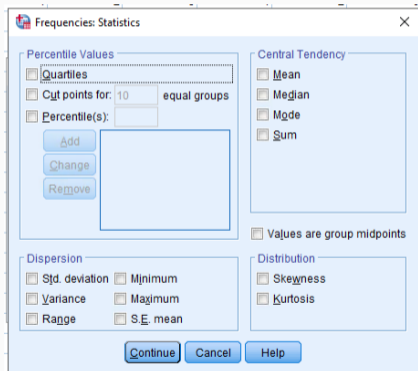 Frequencies: Statistics
Percentile Values
Quartiles
Cut points for: 10 equal groups
Percentile(s):
Add
Change
Remove
Central Tendency
Mean
Median
Mode
Sum
Values are group midpoints
Dispersion
Std. deviation Minimum
Variance Maximum
Range S.E. mean
Distribution
Skewness
Kurtosis
Continue Cancel Help